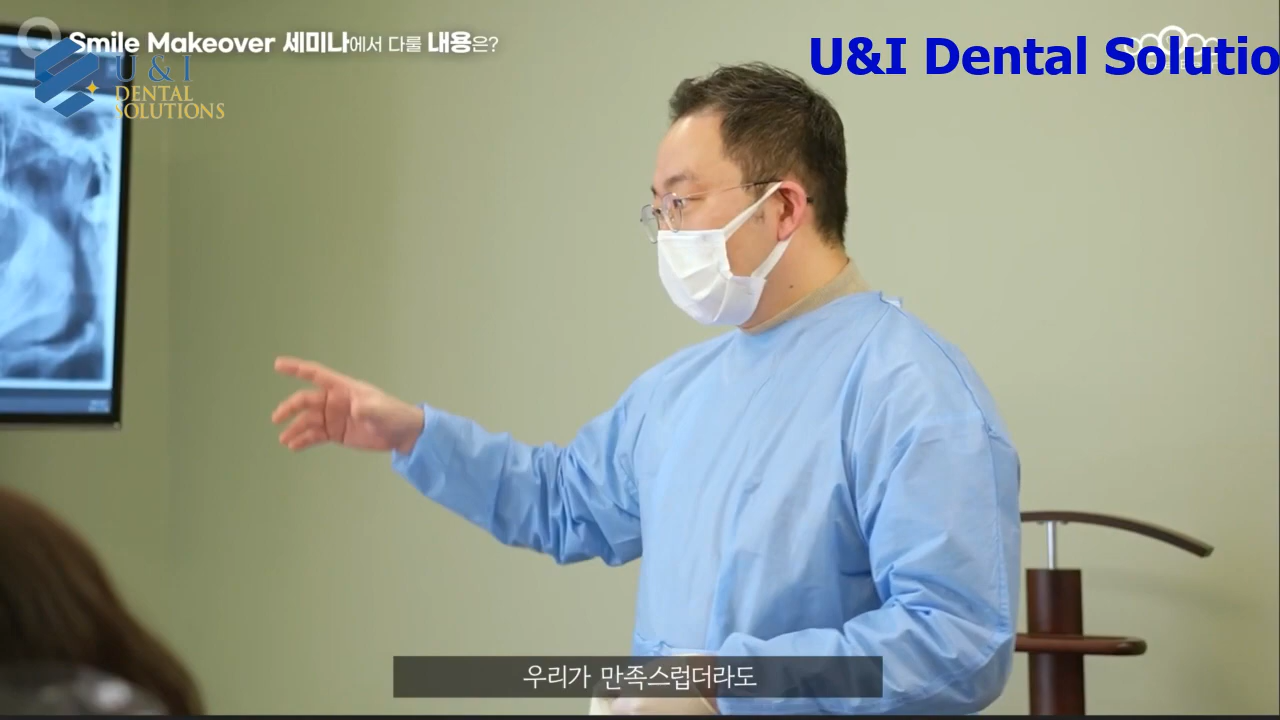 Smile Makeover 세미나에서 다룰 내용은?
U&I Dental Solutio
U & I
DENTAL
SOLUTIONS
우리가 만족스럽더라도